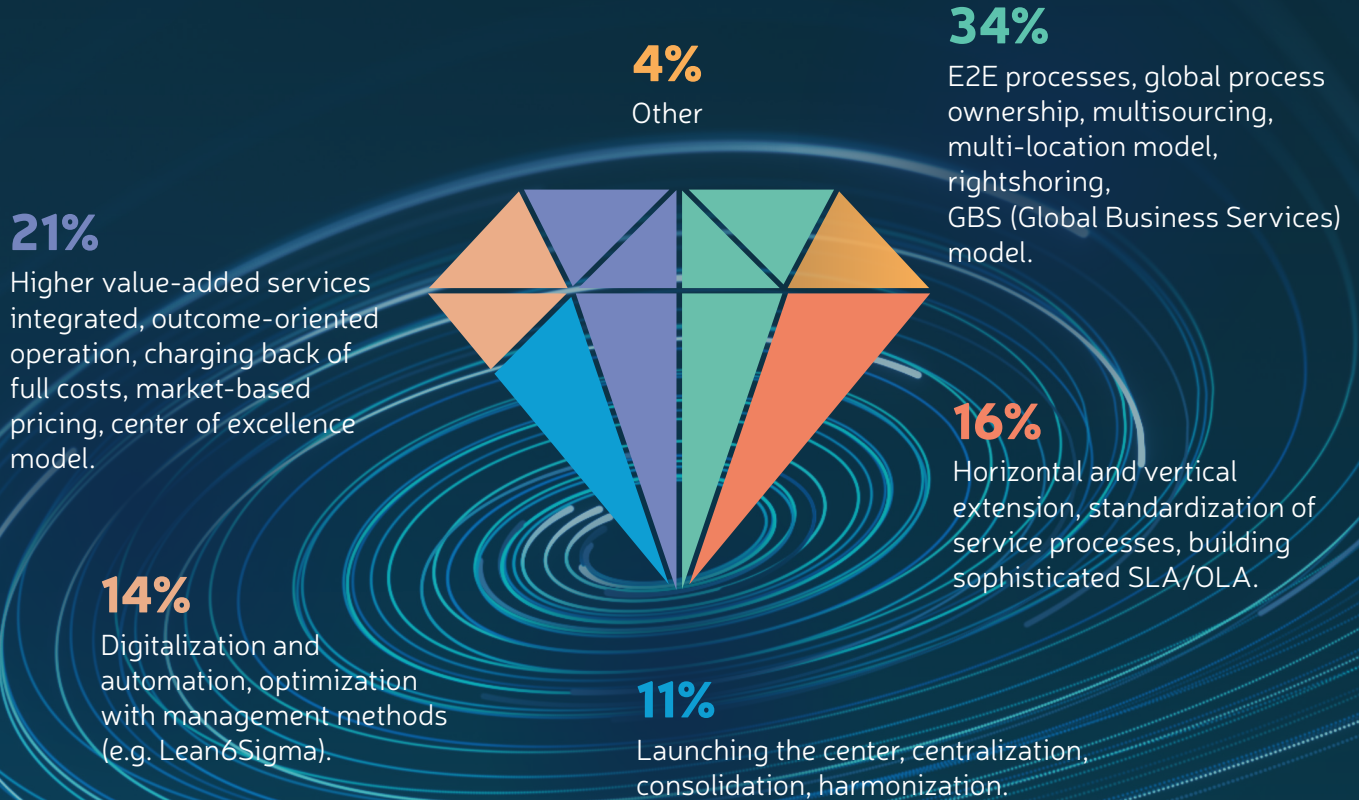 4%
Other
34%
E2E processes, global process
ownership, multisourcing,
multi-location model,
rightshoring,
GBS (Global Business Services)
model.
21%
Higher value-added services
integrated, outcome-oriented
operation, charging back of
full costs, market-based
pricing, center of excellence
model.
16%
Horizontal and vertical
extension, standardization of
service processes, building
sophisticated SLA/OLA.
14%
Digitalization and
automation, optimization
with management methods
(e.g. Lean6Sigma).
11%
Launching the center, centralization,
consolidation, harmonization.